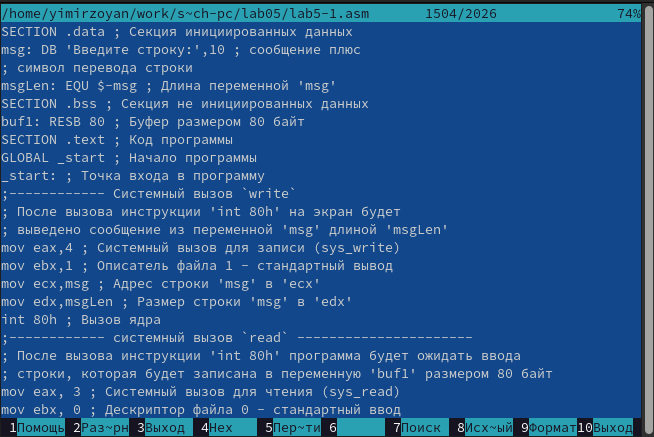 /home/yimirzoyan/work/s~ch-pc/lab05/lab5-1.asm 1504/2026 74%
SECTION .data ; Секция инициированных данных
msg: DB 'Введите строку:',10 ; сообщение плюс
; символ перевода строки
msgLen: EQU $-msg ; Длина переменной 'msg'
SECTION .bss ; Секция не инициированных данных
buf1: RESB 80 ; Буфер размером 80 байт
SECTION .text ; Код программы
GLOBAL _start ; Начало программы
_start: ; Точка входа в программу
;------------ Системный вызов `write`
; После вызова инструкции 'int 80h' на экран будет
; выведено сообщение из переменной 'msg' длиной 'msgLen'
mov eax,4 ; Системный вызов для записи (sys_write)
mov ebx,1 ; Описатель файла 1 - стандартный вывод
mov ecx,msg ; Адрес строки 'msg' в 'ecx'
mov edx,msgLen ; Размер строки 'msg' в 'edx'
int 80h ; Вызов ядра
;------------ системный вызов `read` ----------------------
; После вызова инструкции 'int 80h' программа будет ожидать ввода
; строки, которая будет записана в переменную 'buf1' размером 80 байт
mov eax, 3 ; Системный вызов для чтения (sys_read)
mov ebx, 0 ; Дескриптор файла 0 - стандартный ввод
1Помощь 2Раз~рн 3Выход 4Hex 5Пер~ти 6 7Поиск 8Исх~ый 9Формат 10Выход